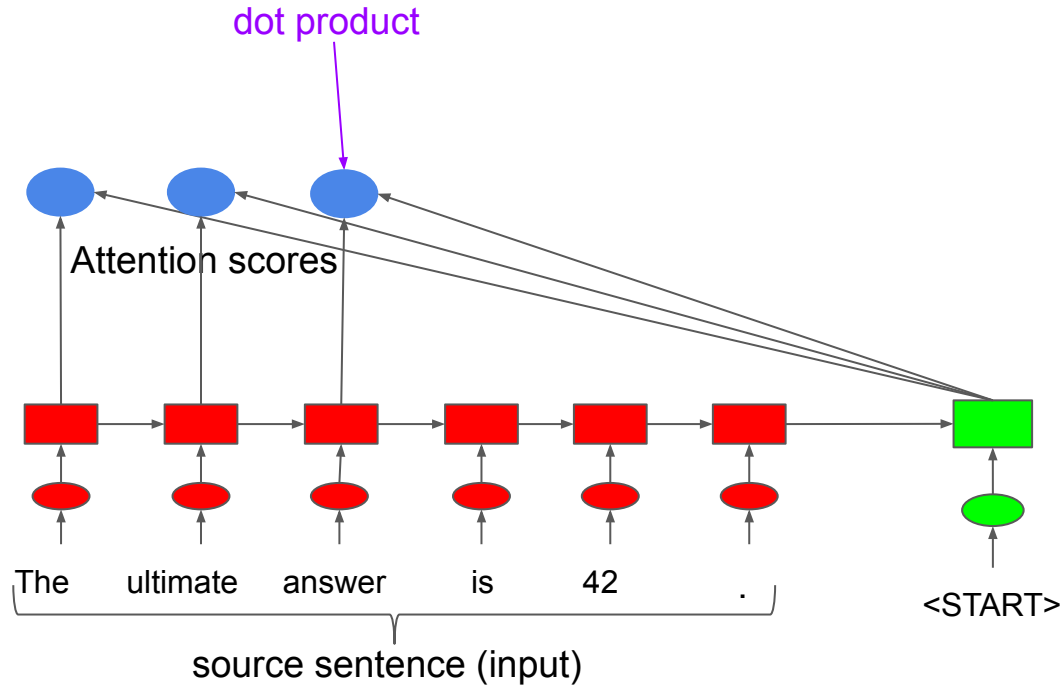 dot product
Attention scores
The ultimate answer is 42 .
<START>
source sentence (input)